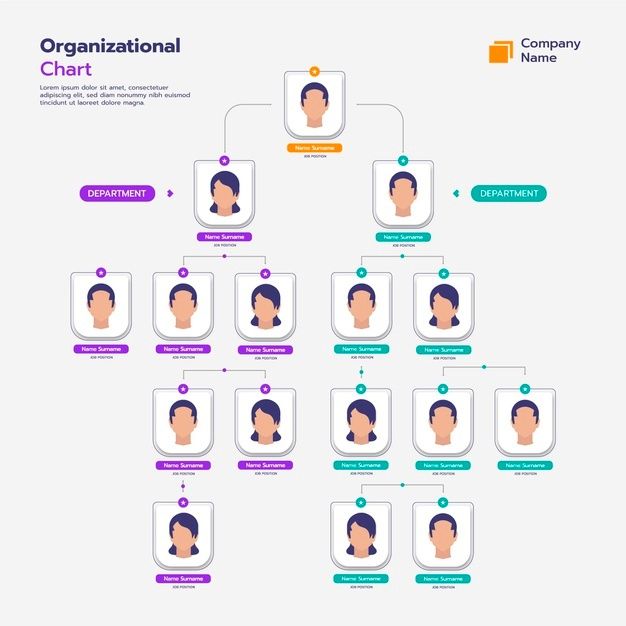 Organizational
Chart
Lorem ipsum dolor sit amet, consectetuer
adipiscing elit, sed diam nonummy nibh euismod
tincidunt ut laoreet dolore magna.
Company
Name
Name Surname
JOB POSITION
DEPARTMENT
DEPARTMENT
Name Surname
JOB POSITION
Name Surname
JOB POSITION
Name Surname
JOB POSITION
Name Surname
JOB POSITION
Name Surname
JOB POSITION
Name Surname
JOB POSITION
Name Surname
JOB POSITION
Name Surname
JOB POSITION
Name Surname
JOB POSITION
Name Surname
JOB POSITION
Name Surname
JOB POSITION
Name Surname
JOB POSITION
Name Surname
JOB POSITION
Name Surname
JOB POSITION
Name Surname
JOB POSITION